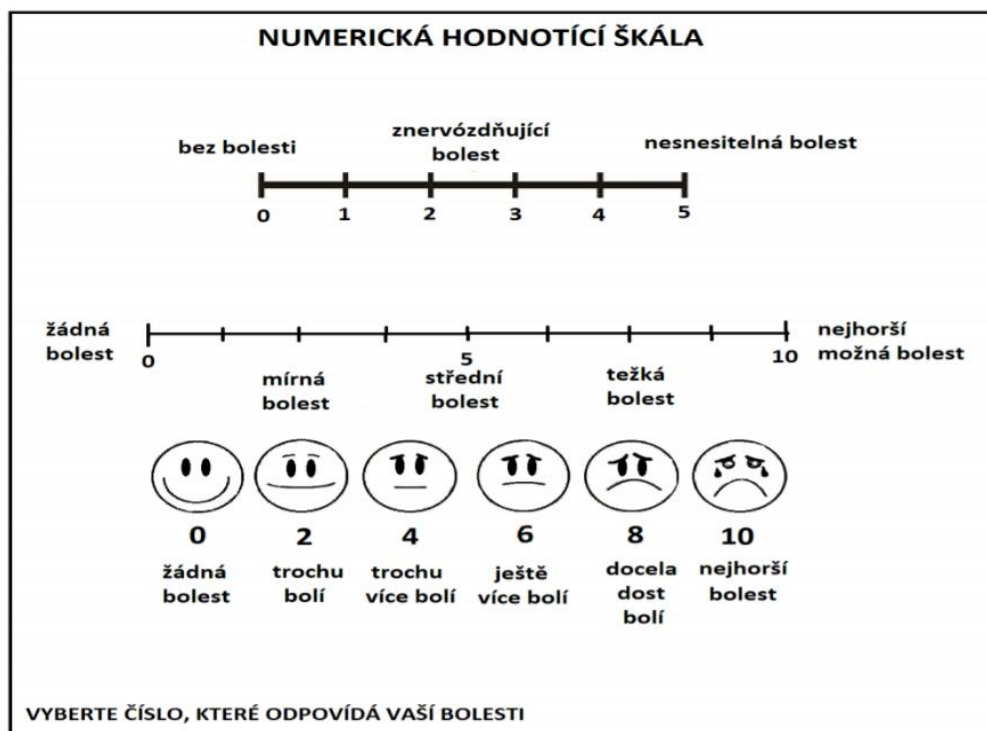 NUMERICKÁ HODNOTÍCÍ ŠKÁLA
bez bolesti
znervózdňující
bolest
nesnesitelná bolest
0 1 2 3 4 5
žádná
bolest
nejhorší
možná bolest
0 5 10
mírná
bolest
střední
bolest
težká
bolest
0 2 4 6 8 10
žádná
bolest
trochu
bolí
trochu
více bolí
ještě
více bolí
docela
dost
bolí
nejhorší
bolest
VYBERTE ČÍSLO, KTERÉ ODPOVÍDÁ VAŠÍ BOLESTI